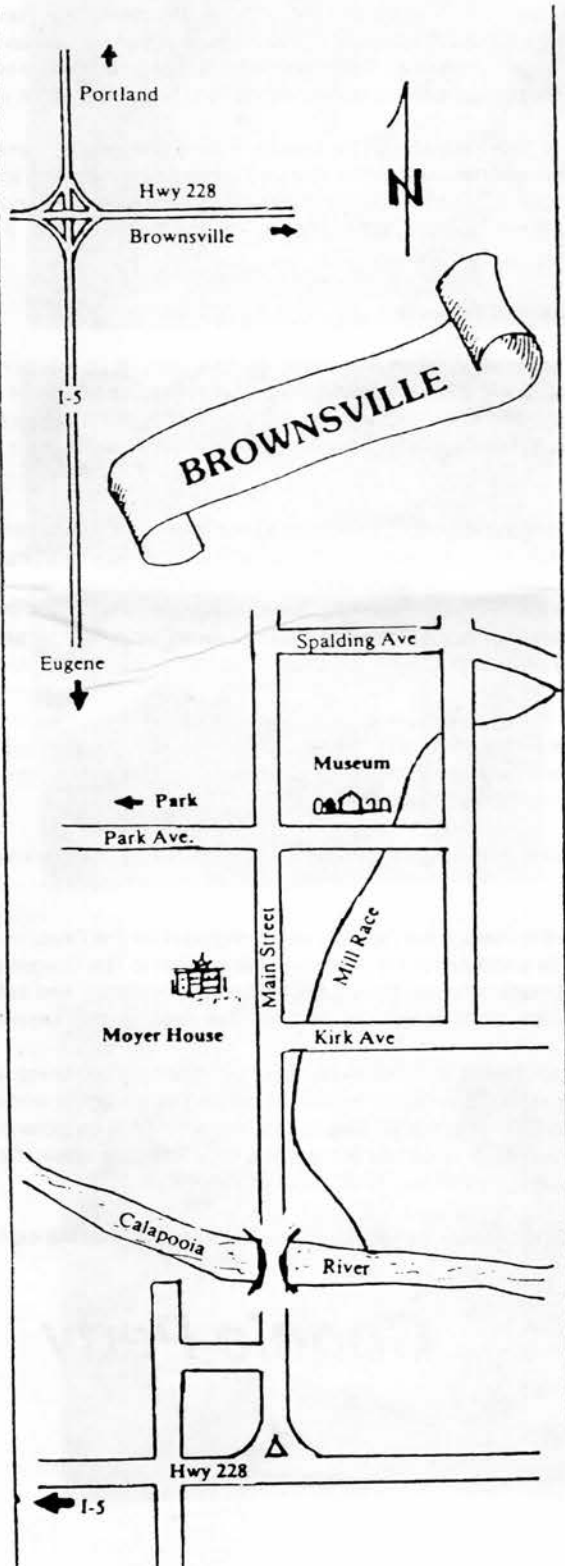 Portland
Hwy 228
Brownsville
N
I-5
BROWNSVILLE
Spalding Ave
Eugene
Museum
Park
Park Ave.
Main Street
Mill Race
Moyer House
Kirk Ave
Calapooia
River
Hwy 228
I-5